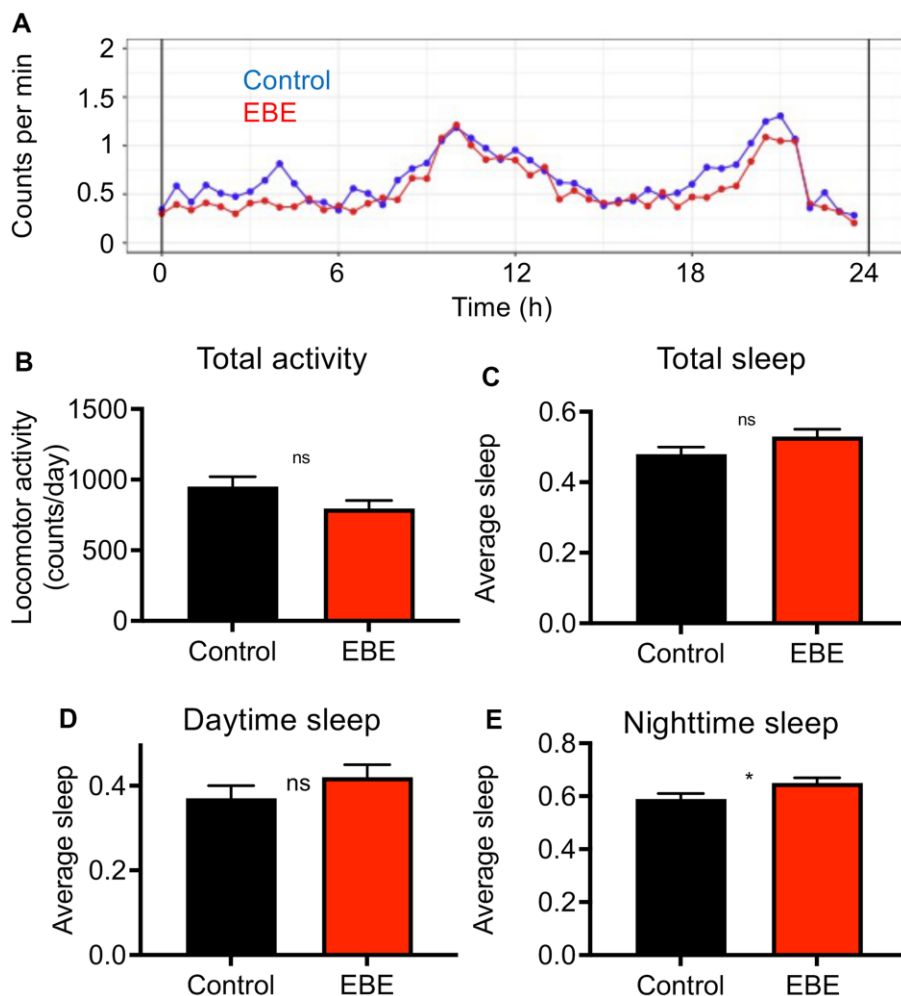 A
Counts per min
2
1.5
1
0.5
0
Control
EBE
0 6 12 18 24
Time (h)
B
Total activity
Locomotor activity
(counts/day)
1500
1000
500
0
ns
Control EBE
C
Total sleep
Average sleep
0.6
0.4
0.2
0.0
ns
Control EBE
D
Daytime sleep
Average sleep
0.4
0.2
0.0
ns
Control EBE
E
Nighttime sleep
Average sleep
0.8
0.6
0.4
0.2
0.0
*
Control EBE